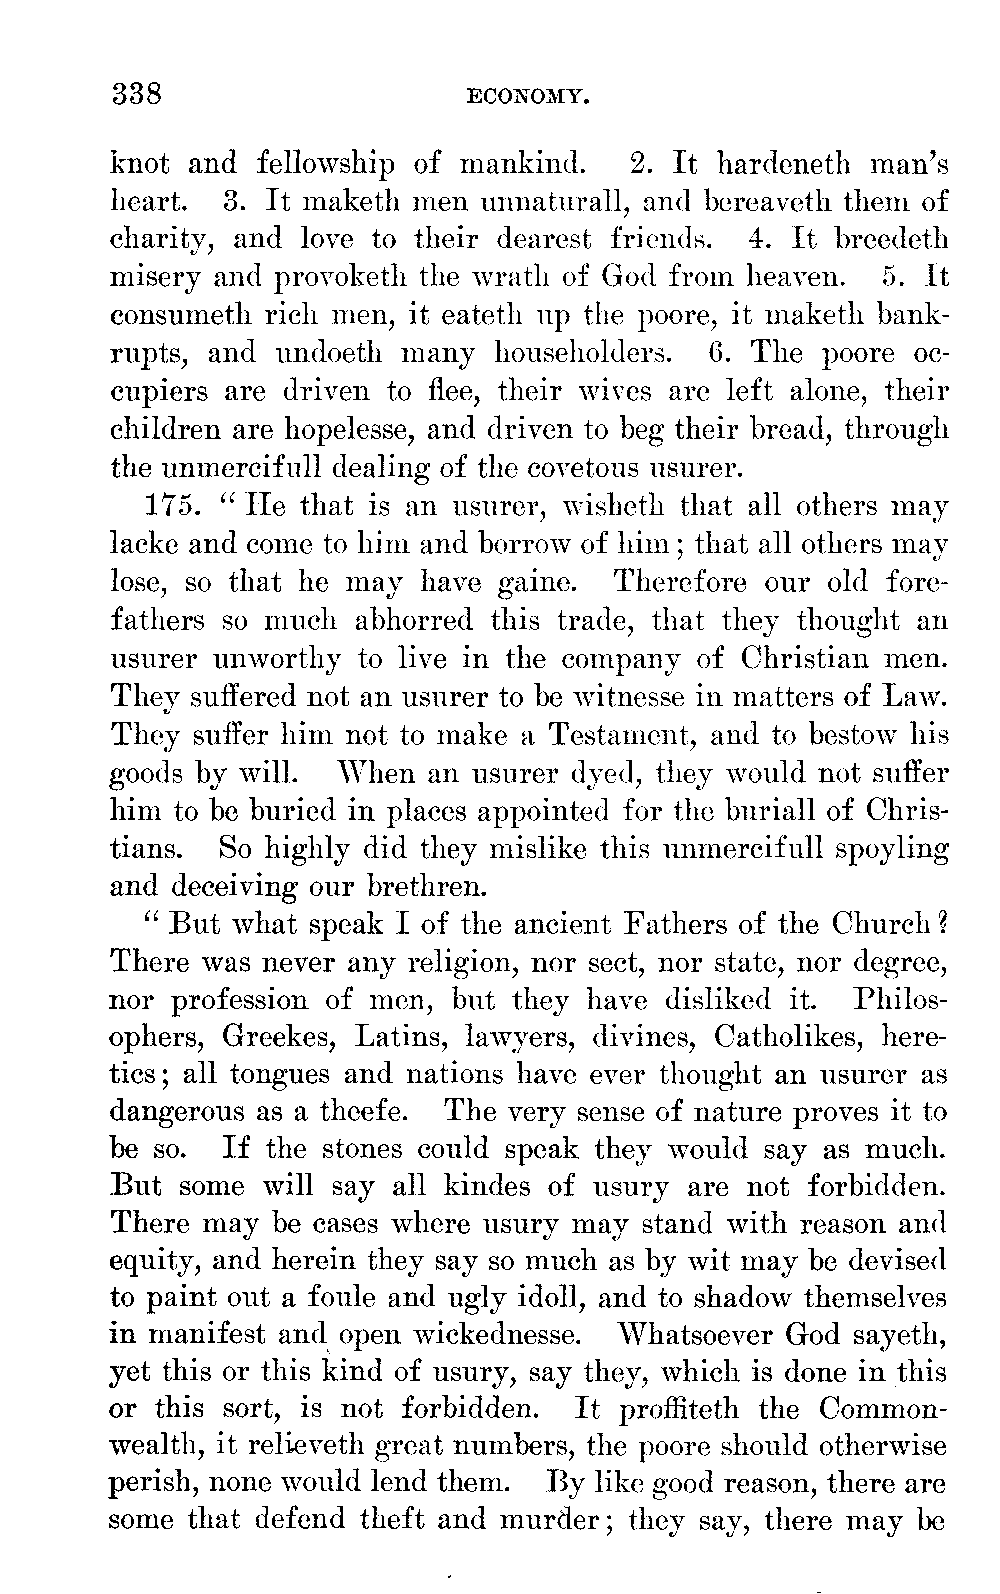 338 ECONOMY.
knot and fellowship of mankind. 2. It hardeneth man's
heart. 3. It maketh men unnaturall, and bereaveth them of
charity, and love to their dearest friends. 4. It breedeth
misery and provoketh the wrath of God from heaven. 5. It
consumeth rich men, it eateth up the poore, it maketh bank-
rupts, and undoeth many householders. 6. The poore oc-
cupiers are driven to flee, their wives are left alone, their
children are hopelesse, and driven to beg their bread, through
the unmercifull dealing of the covetous usurer.
175. “ He that is an usurer, wisheth that all others may
lacke and come to him and borrow of him ; that all others may
lose, so that he may have gaine. Therefore our old fore-
fathers so much abhorred this trade, that they thought an
usurer unworthy to live in the company of Christian men.
They suffered not an usurer to be witnesse in matters of Law.
They suffer him not to make a Testament, and to bestow his
goods by will. When an usurer dyed, they would not suffer
him to be buried in places appointed for the buriall of Chris-
tians. So highly did they mislike this unmercifull spoyling
and deceiving our brethren.
“ But what speak I of the ancient Fathers of the Church ?
There was never any religion, nor sect, nor state, nor degree,
nor profession of men, but they have disliked it. Philos-
ophers, Greekes, Latins, lawyers, divines, Catholikes, here-
tics ; all tongues and nations have ever thought an usurer as
dangerous as a theefe. The very sense of nature proves it to
be so. If the stones could speak they would say as much.
But some will say all kindes of usury are not forbidden.
There may be cases where usury may stand with reason and
equity, and herein they say so much as by wit may be devised
to paint out a foule and ugly idoll, and to shadow themselves
in manifest and open wickednesse. Whatsoever God sayeth,
yet this or this kind of usury, say they, which is done in this
or this sort, is not forbidden. It proffiteth the Common-
wealth, it relieveth great numbers, the poore should otherwise
perish, none would lend them. By like good reason, there are
some that defend theft and murder ; they say, there may be